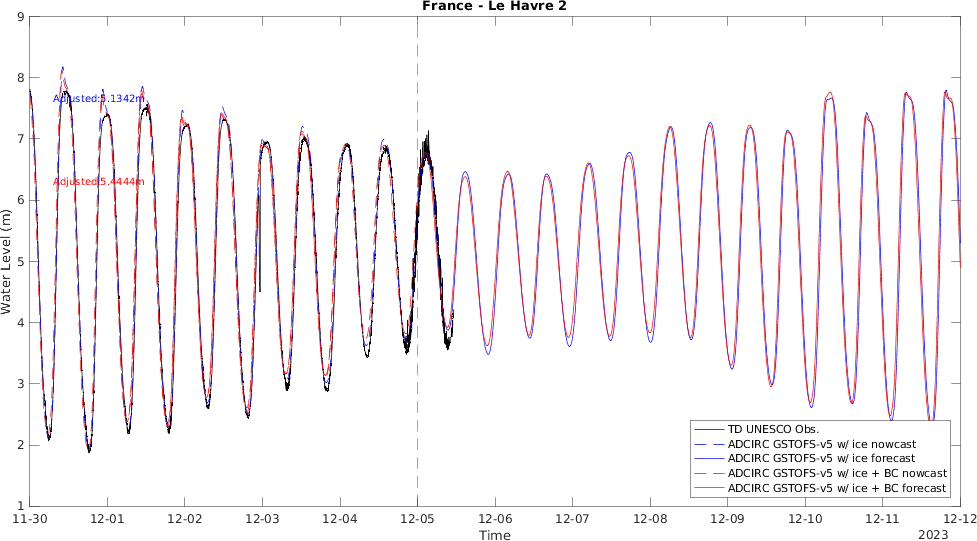 France - Le Havre 2
9
8
7
6
5
4
3
2
1
Water Level (m)
Adjusted:5.1342m
Adjusted:5.4444m
TD UNESCO Obs.
ADCIRC GSTOFS-v5 w/ ice nowcast
ADCIRC GSTOFS-v5 w/ ice forecast
ADCIRC GSTOFS-v5 w/ ice + BC nowcast
ADCIRC GSTOFS-v5 w/ ice + BC forecast
11-30 12-01 12-02 12-03 12-04 12-05 12-06 12-07 12-08 12-09 12-10 12-11 12-12
Time
2023